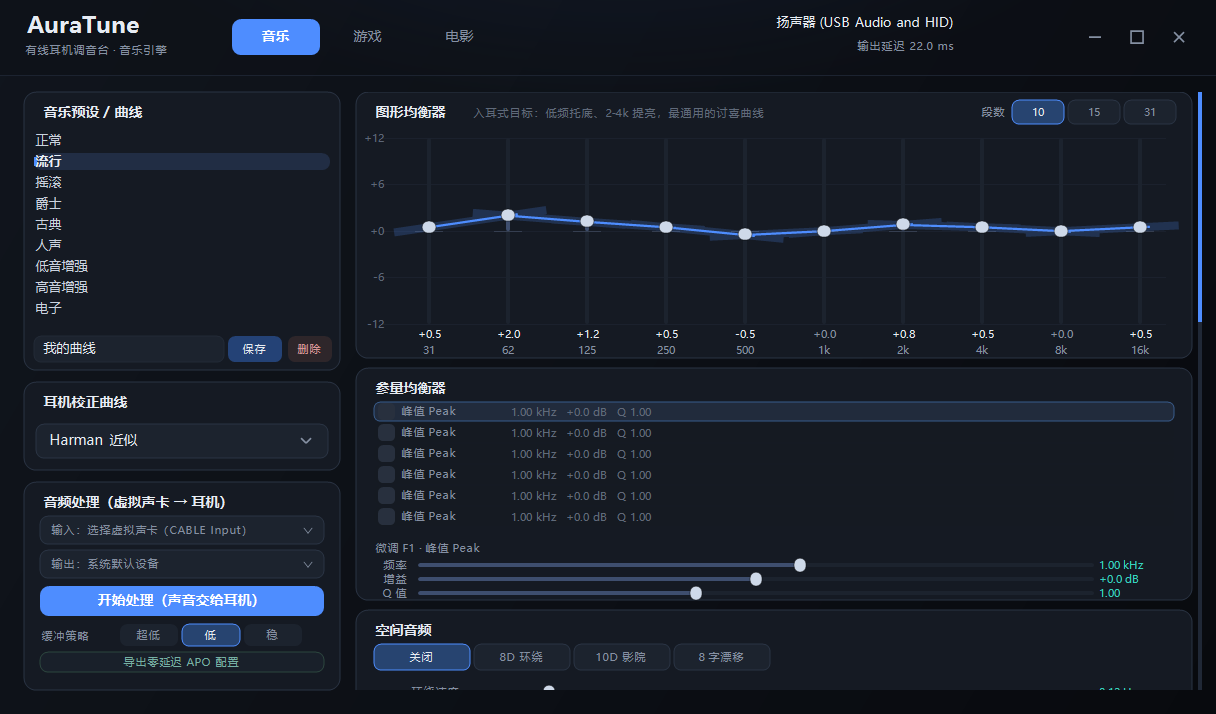 AuraTune
有线耳机调音台 · 音乐引擎
音乐
游戏
电影
扬声器 (USB Audio and HID)
输出延迟 22.0 ms
音乐预设 / 曲线
正常
流行
摇滚
爵士
古典
人声
低音增强
高音增强
电子
我的曲线
保存
删除
耳机校正曲线
Harman 近似
音频处理（虚拟声卡 → 耳机）
输入：选择虚拟声卡（CABLE Input）
输出：系统默认设备
开始处理（声音交给耳机）
缓冲策略 超低 低 稳
导出零延迟 APO 配置
图形均衡器 入耳式目标：低频托底、2-4k 提亮，最通用的讨喜曲线 段数 10 15 31
+12
+6
+0
-6
-12
+0.5 +2.0 +1.2 +0.5 -0.5 +0.0 +0.8 +0.5 +0.0 +0.5
31 62 125 250 500 1k 2k 4k 8k 16k
参量均衡器
峰值 Peak 1.00 kHz +0.0 dB Q 1.00
峰值 Peak 1.00 kHz +0.0 dB Q 1.00
峰值 Peak 1.00 kHz +0.0 dB Q 1.00
峰值 Peak 1.00 kHz +0.0 dB Q 1.00
峰值 Peak 1.00 kHz +0.0 dB Q 1.00
峰值 Peak 1.00 kHz +0.0 dB Q 1.00
微调 F1 · 峰值 Peak
频率 1.00 kHz
增益 +0.0 dB
Q 值 1.00
空间音频
关闭 8D 环绕 10D 影院 8 字漂移